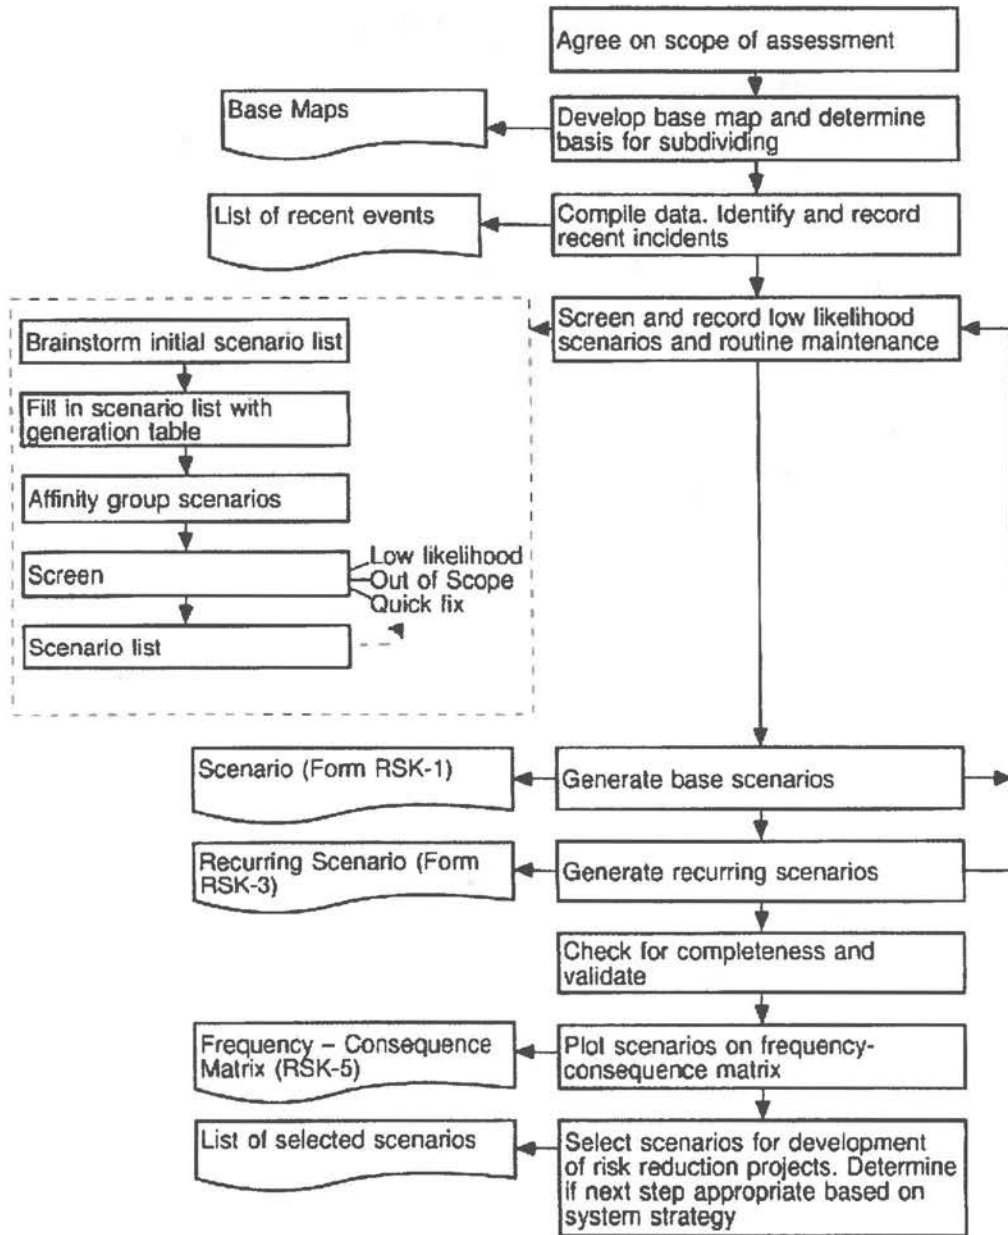 Agree on scope of assessment
Base Maps
Develop base map and determine
basis for subdividing
List of recent events
Compile data. Identify and record
recent incidents
Screen and record low likelihood
scenarios and routine maintenance
Brainstorm initial scenario list
Fill in scenario list with
generation table
Affinity group scenarios
Screen
Low likelihood
Out of Scope
Quick fix
Scenario list
Scenario (Form RSK-1)
Generate base scenarios
Recurring Scenario (Form
RSK-3)
Generate recurring scenarios
Check for completeness and
validate
Frequency – Consequence
Matrix (RSK-5)
Plot scenarios on frequency-
consequence matrix
List of selected scenarios
Select scenarios for development
of risk reduction projects. Determine
if next step appropriate based on
system strategy